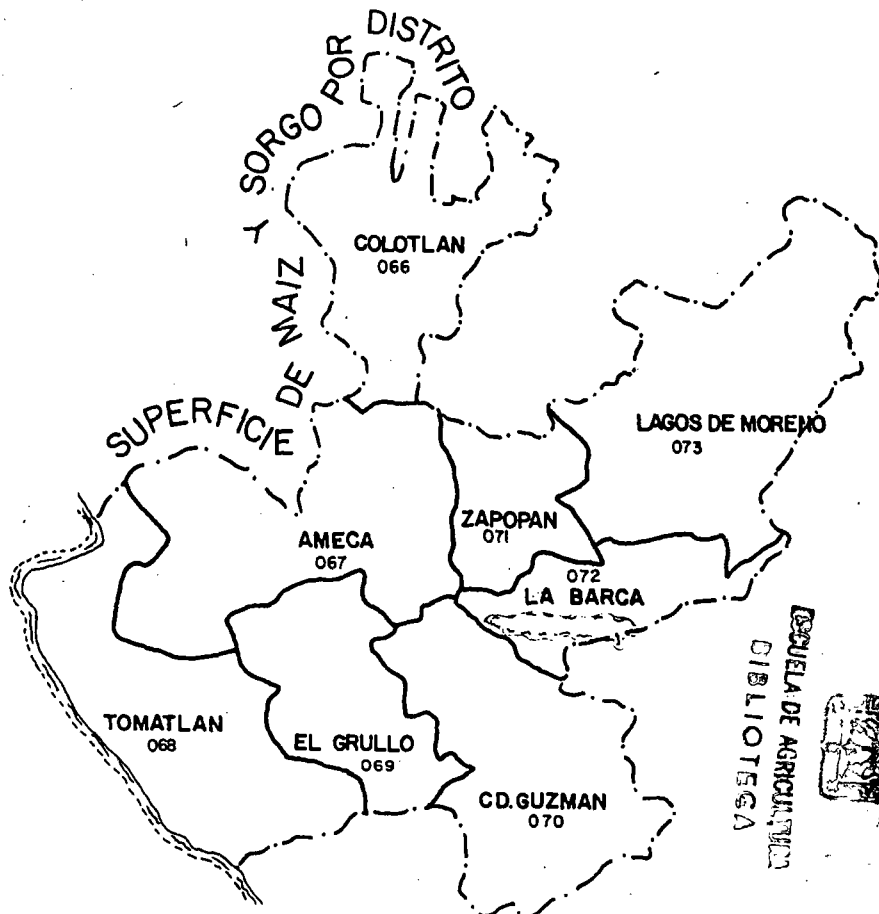 SUPERFICIE DE MAIZ Y SORGO POR DISTRITO
COLOTLAN
066
LAGOS DE MORENO
073
ZAPOPAN
071
AMECA
067
072
LA BARCA
TOMATLAN
068
EL GRULLO
069
CD. GUZMAN
070
ESCUELA DE AGRICULTURA
BIBLIOTECA